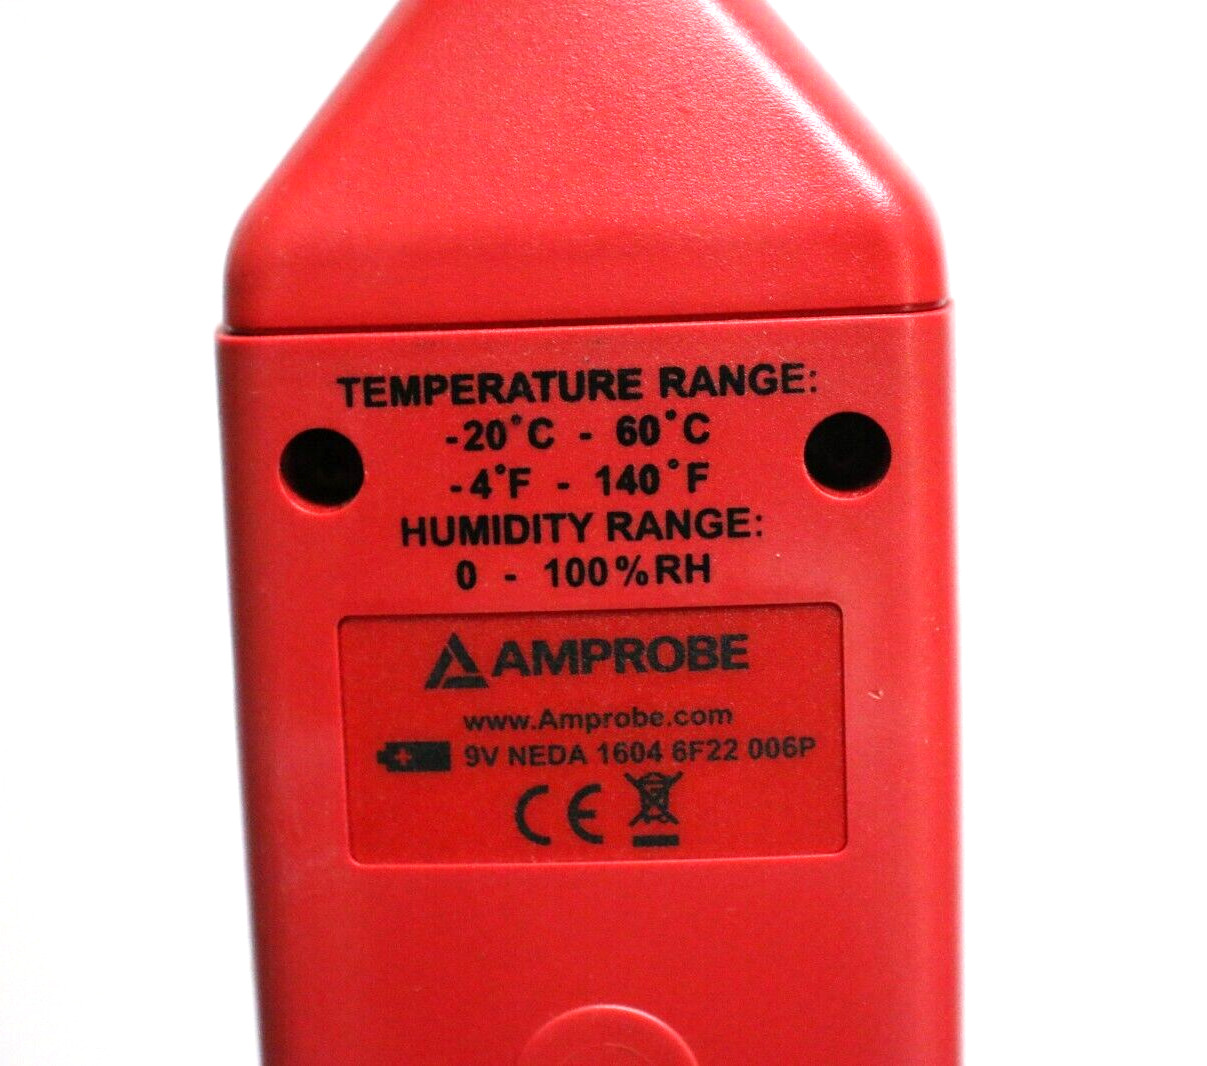 TEMPERATURE RANGE:
-20°C - 60°C
-4°F - 140°F
HUMIDITY RANGE:
0 - 100%RH
AMPROBE
www.Amprobe.com
9V NEDA 1604 6F22 006P
CE